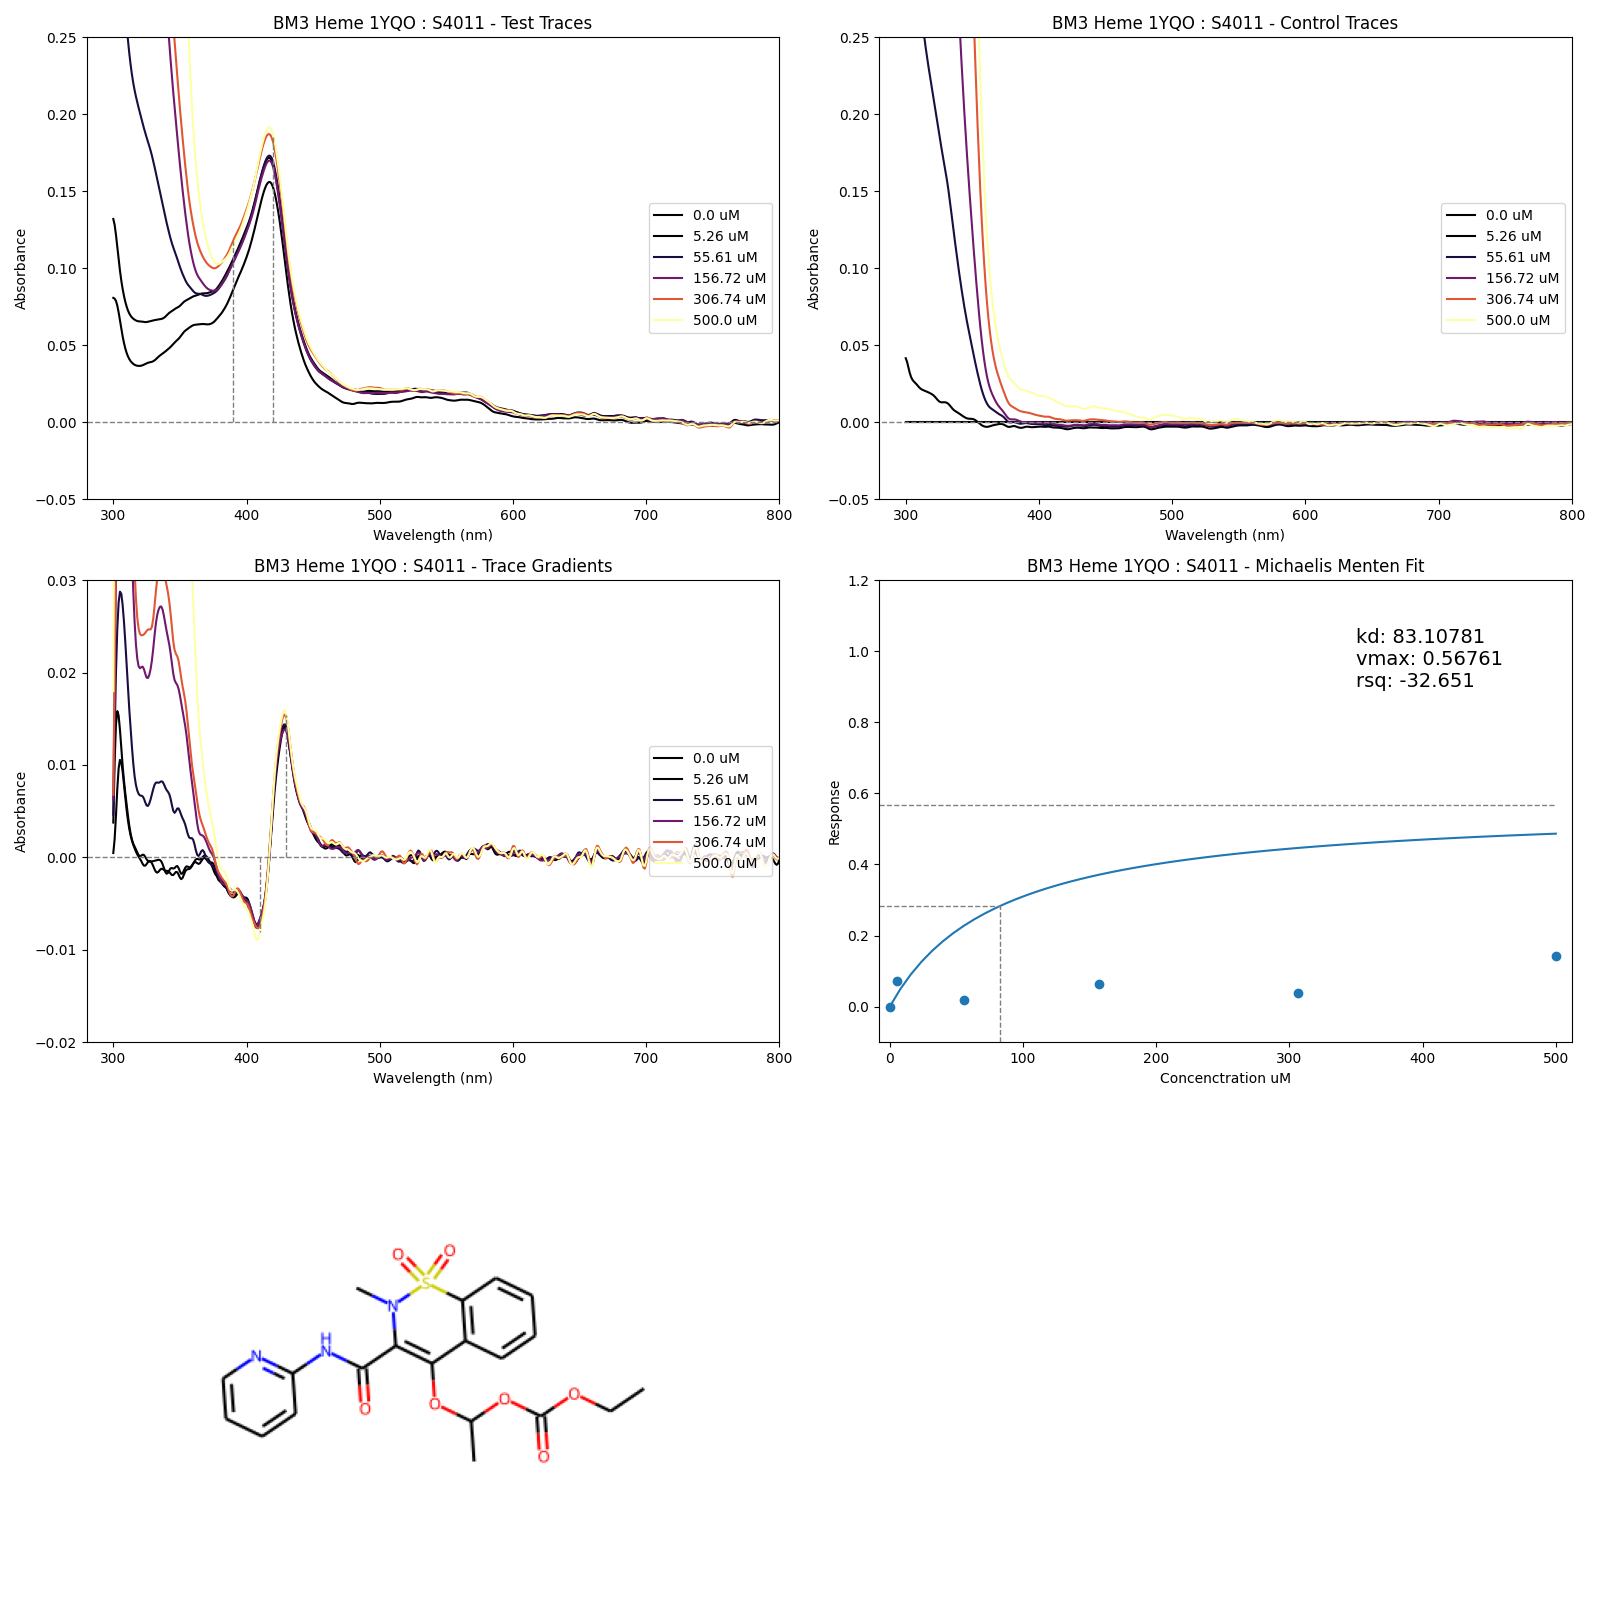 BM3 Heme 1YQO : S4011 - Test Traces
0.25
0.20
0.15
0.10
0.05
0.00
−0.05
Absorbance
300 400 500 600 700 800
Wavelength (nm)
0.0 uM
5.26 uM
55.61 uM
156.72 uM
306.74 uM
500.0 uM
BM3 Heme 1YQO : S4011 - Control Traces
0.25
0.20
0.15
0.10
0.05
0.00
−0.05
Absorbance
300 400 500 600 700 800
Wavelength (nm)
0.0 uM
5.26 uM
55.61 uM
156.72 uM
306.74 uM
500.0 uM
BM3 Heme 1YQO : S4011 - Trace Gradients
0.03
0.02
0.01
0.00
−0.01
−0.02
Absorbance
300 400 500 600 700 800
Wavelength (nm)
0.0 uM
5.26 uM
55.61 uM
156.72 uM
306.74 uM
500.0 uM
BM3 Heme 1YQO : S4011 - Michaelis Menten Fit
1.2
1.0
0.8
0.6
0.4
0.2
0.0
Response
kd: 83.10781
vmax: 0.56761
rsq: -32.651
0 100 200 300 400 500
Concenctration uM
O O
S
N
H
N
N
O
O
O
O
O